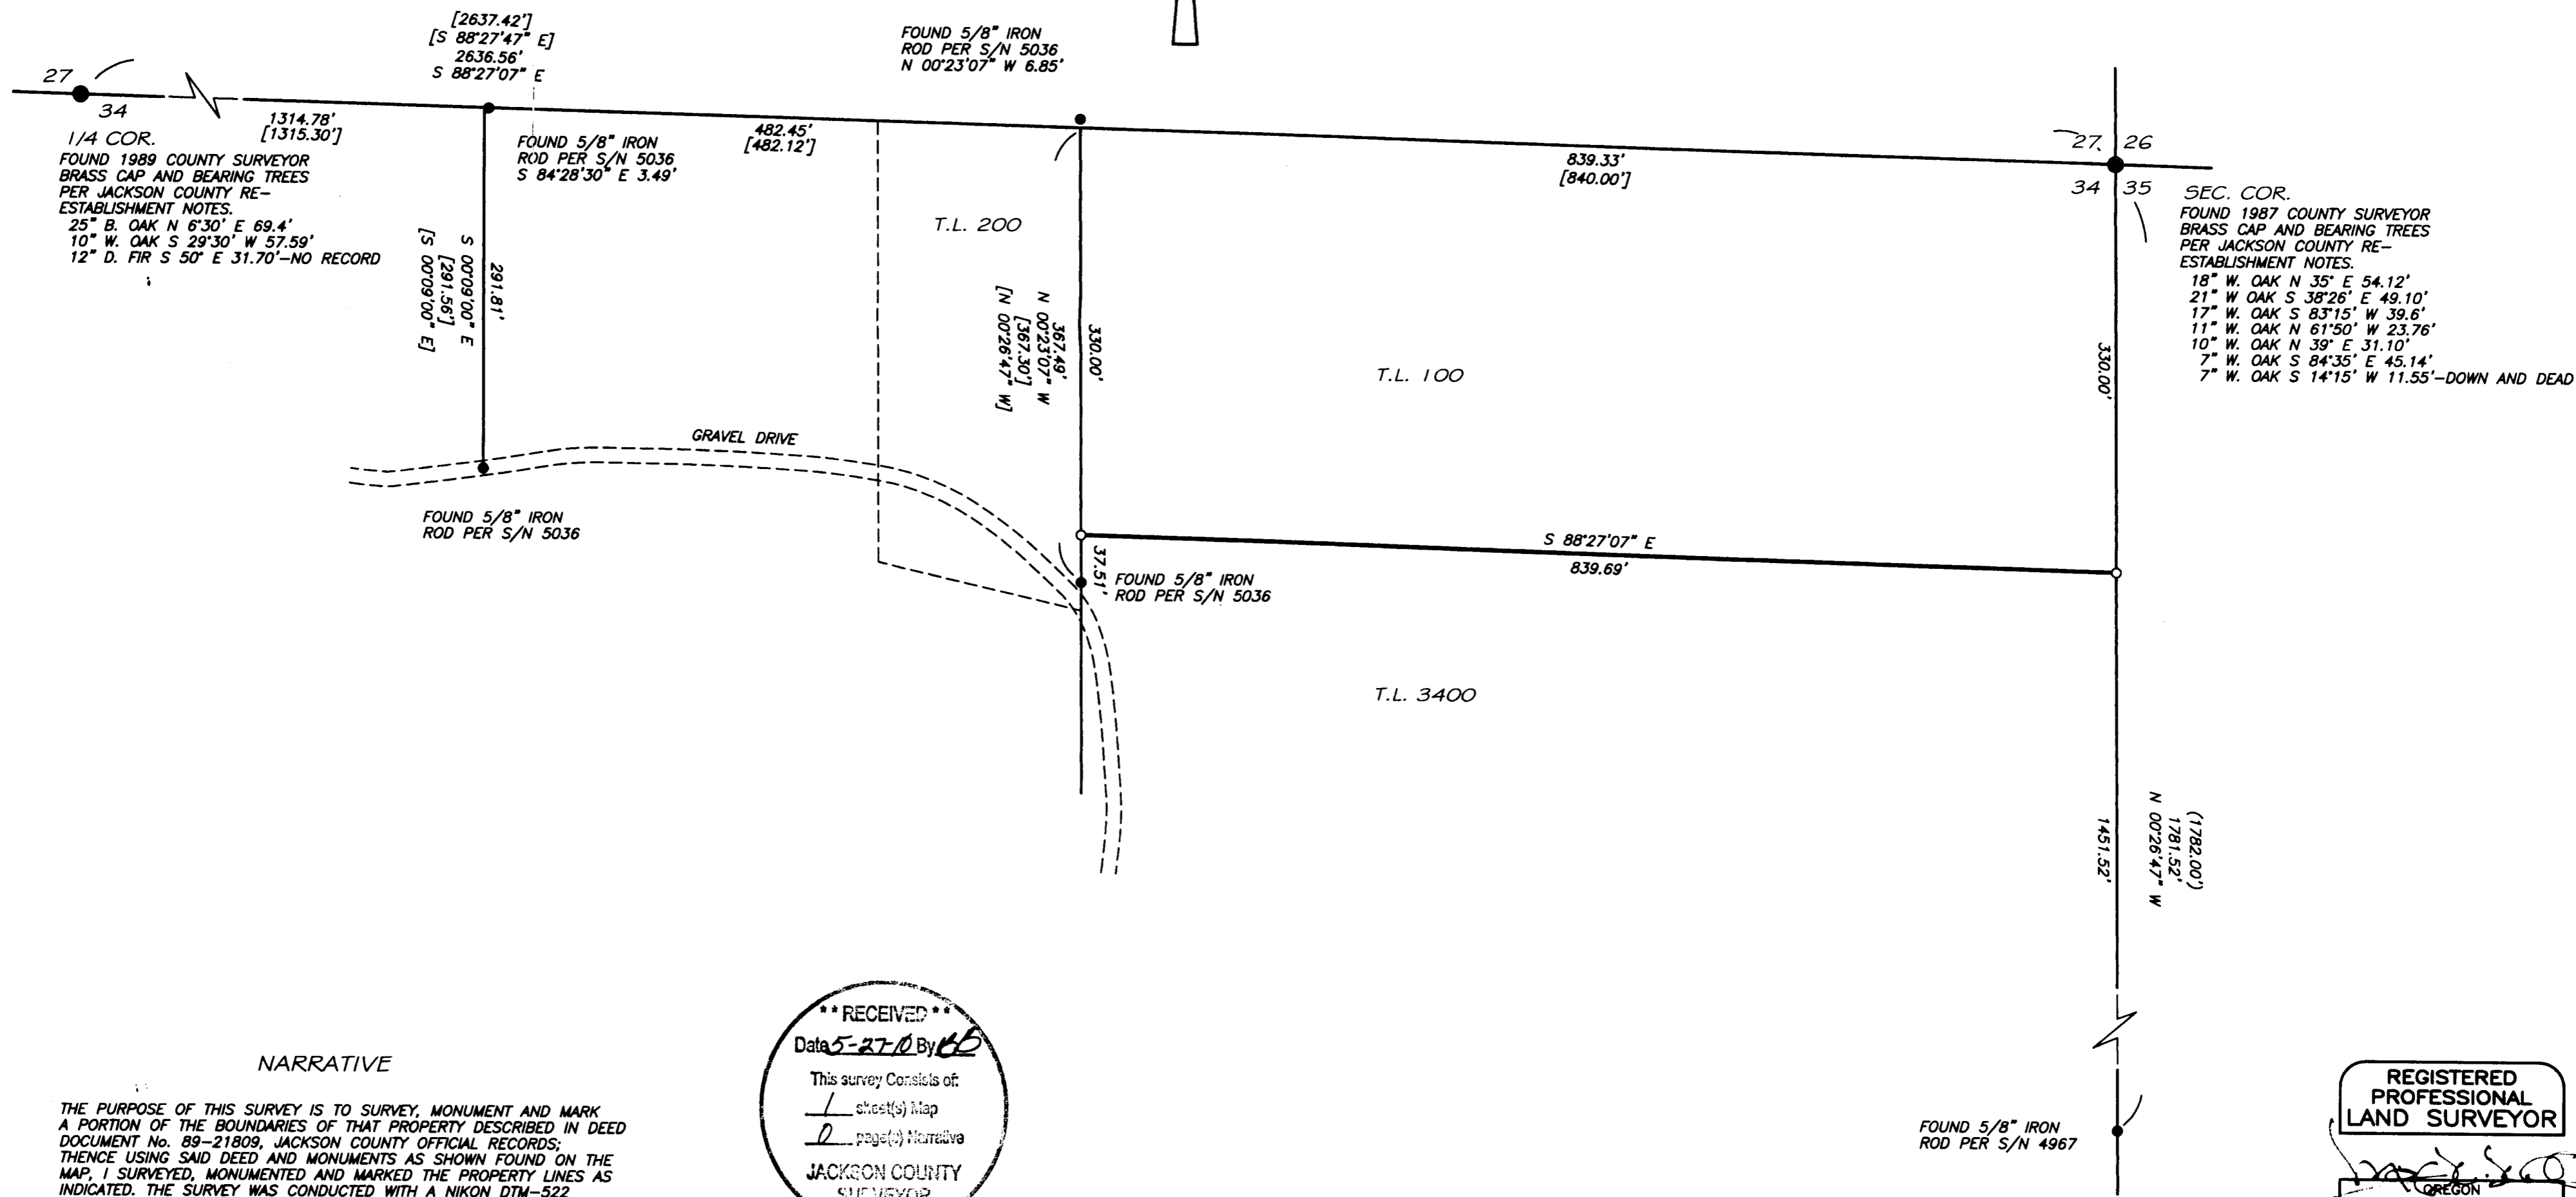 [2637.42']
[S 88°27'47" E]
2636.56'
S 88°27'07" E
FOUND 5/8" IRON
ROD PER S/N 5036
N 00°23'07" W 6.85'
27
34
1/4 COR.
FOUND 1989 COUNTY SURVEYOR
BRASS CAP AND BEARING TREES
PER JACKSON COUNTY RE-
ESTABLISHMENT NOTES.
25" B. OAK N 6°30' E 69.4'
10" W. OAK S 29°30' W 57.59'
12" D. FIR S 50° E 31.70'-NO RECORD
1314.78'
[1315.30']
FOUND 5/8" IRON
ROD PER S/N 5036
S 84°28'30" E 3.49'
482.45'
[482.12']
839.33'
[840.00']
27 26
34 35
SEC. COR.
FOUND 1987 COUNTY SURVEYOR
BRASS CAP AND BEARING TREES
PER JACKSON COUNTY RE-
ESTABLISHMENT NOTES.
18" W. OAK N 35° E 54.12'
21" W OAK S 38°26' E 49.10'
17" W. OAK S 83°15' W 39.6'
11" W. OAK N 61°50' W 23.76'
10" W. OAK N 39° E 31.10'
7" W. OAK S 84°35' E 45.14'
7" W. OAK S 14°15' W 11.55'-DOWN AND DEAD
T.L. 200
291.81'
S 00°09'00" E
[291.56']
[S 00°09'00" E]
330.00'
367.49'
N 00°23'07" W
[367.30']
[N 00°26'47" W]
T.L. 100
330.00'
GRAVEL DRIVE
FOUND 5/8" IRON
ROD PER S/N 5036
37.51'
FOUND 5/8" IRON
ROD PER S/N 5036
S 88°27'07" E
839.69'
T.L. 3400
1451.52'
(1782.00')
1781.52'
N 00°26'47" W
FOUND 5/8" IRON
ROD PER S/N 4967
NARRATIVE
THE PURPOSE OF THIS SURVEY IS TO SURVEY, MONUMENT AND MARK
A PORTION OF THE BOUNDARIES OF THAT PROPERTY DESCRIBED IN DEED
DOCUMENT No. 89-21809, JACKSON COUNTY OFFICIAL RECORDS;
THENCE USING SAID DEED AND MONUMENTS AS SHOWN FOUND ON THE
MAP, I SURVEYED, MONUMENTED AND MARKED THE PROPERTY LINES AS
INDICATED. THE SURVEY WAS CONDUCTED WITH A NIKON DTM-522
** RECEIVED **
Date 5-27-10 By BB
This survey Consists of:
1 sheet(s) Map
0 page(s) Narrative
JACKSON COUNTY
SURVEYOR
REGISTERED
PROFESSIONAL
LAND SURVEYOR
OREGON